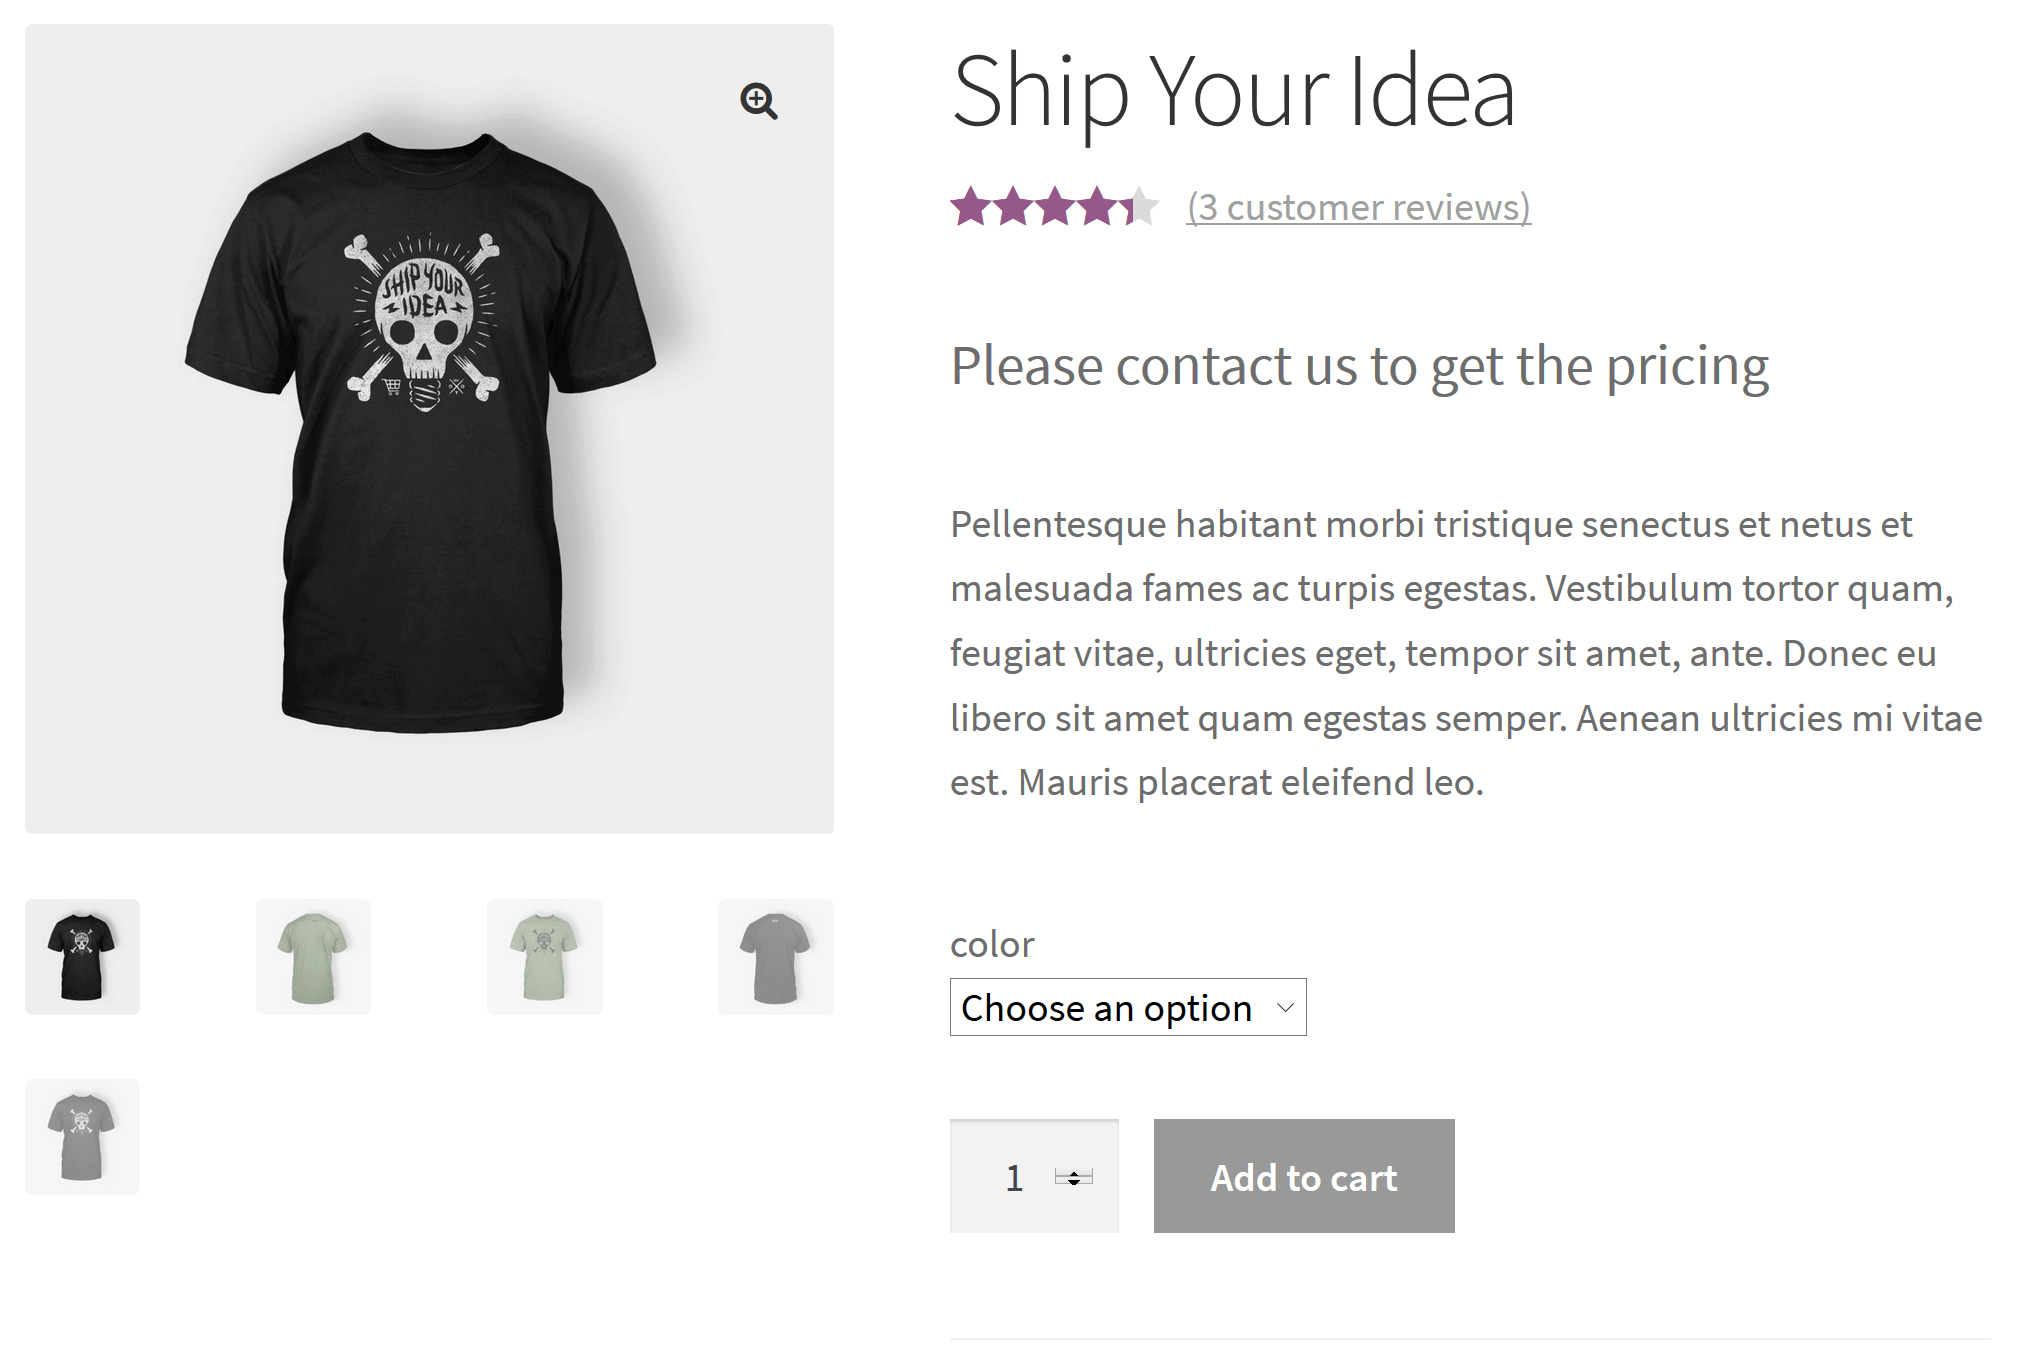 SHIP YOUR
IDEA
Ship Your Idea
(3 customer reviews)
Please contact us to get the pricing
Pellentesque habitant morbi tristique senectus et netus et
malesuada fames ac turpis egestas. Vestibulum tortor quam,
feugiat vitae, ultricies eget, tempor sit amet, ante. Donec eu
libero sit amet quam egestas semper. Aenean ultricies mi vitae
est. Mauris placerat eleifend leo.
color
Choose an option
1
Add to cart